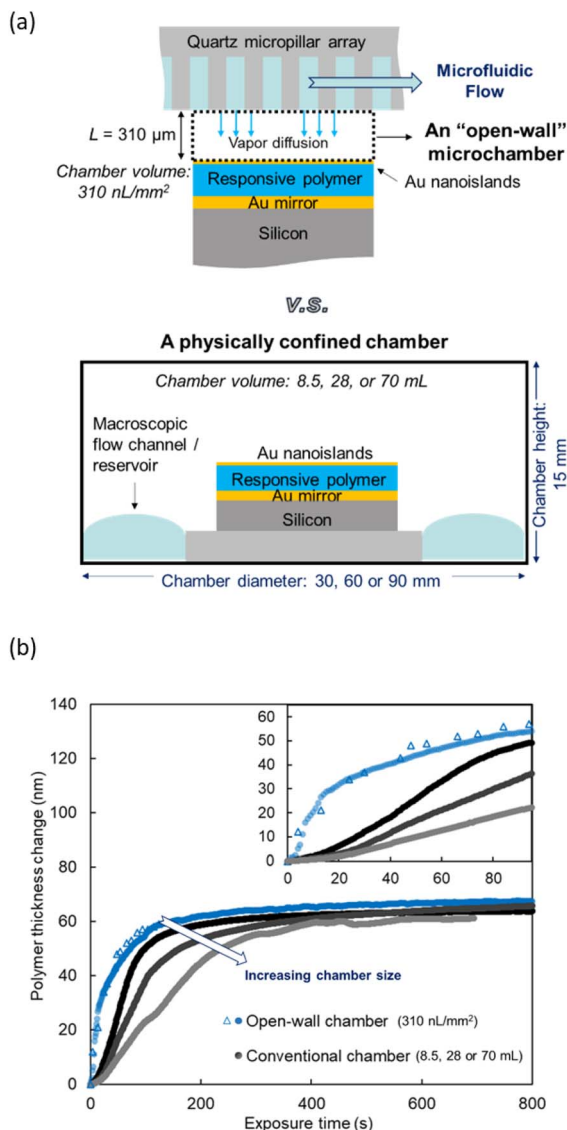 (a)
Quartz micropillar array
Microfluidic
Flow
L = 310 µm
Vapor diffusion
An “open-wall”
microchamber
Chamber volume:
310 nL/mm²
Au nanoislands
Responsive polymer
Au mirror
Silicon
v.s.
A physically confined chamber
Chamber volume: 8.5, 28, or 70 mL
Macroscopic
flow channel /
reservoir
Au nanoislands
Responsive polymer
Au mirror
Silicon
Chamber height:
15 mm
Chamber diameter: 30, 60 or 90 mm
(b)
Polymer thickness change (nm)
140
120
100
80
60
40
20
0
60
50
40
30
20
10
0
0 20 40 60 80
Increasing chamber size
Open-wall chamber (310 nL/mm²)
Conventional chamber (8.5, 28 or 70 mL)
0 200 400 600 800
Exposure time (s)